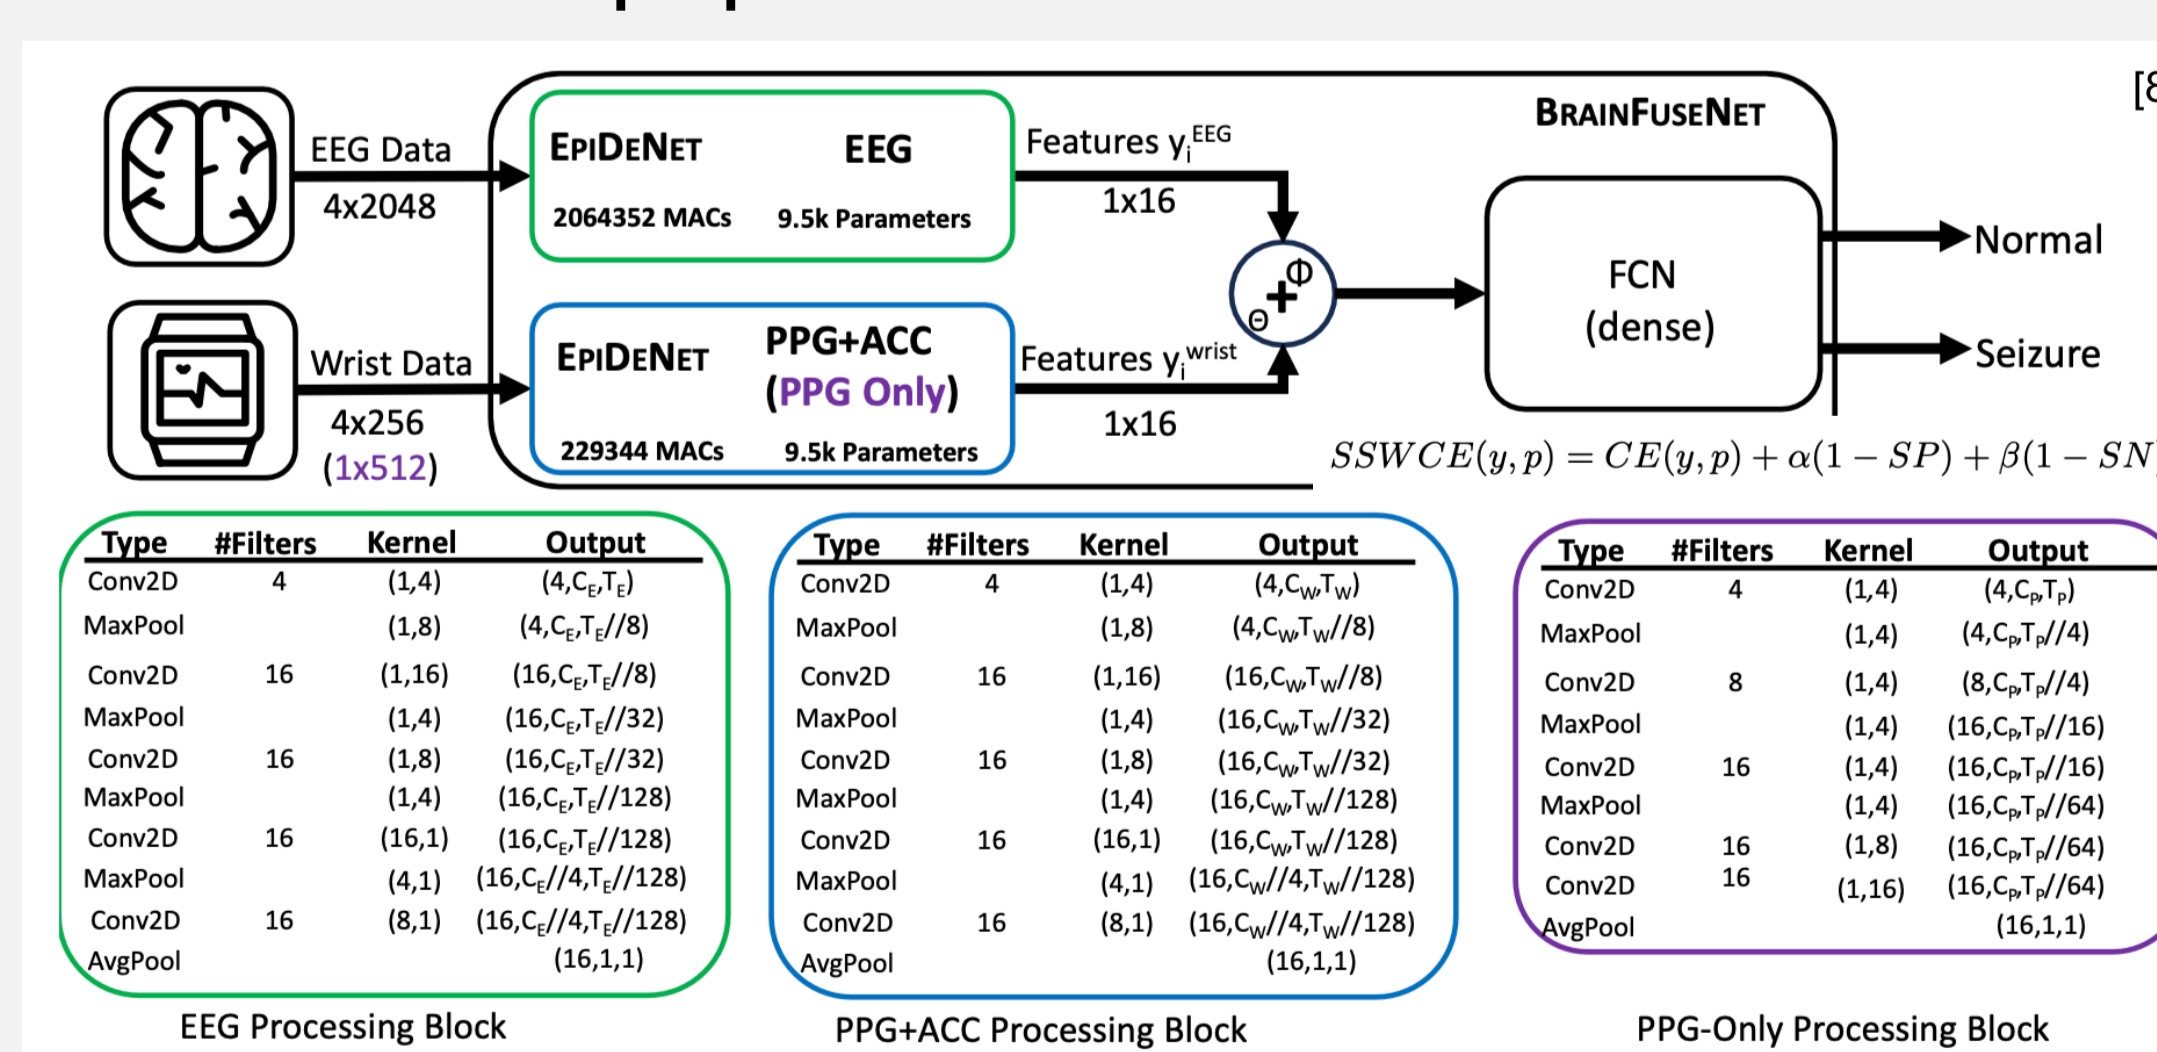 [8
BRAINFUSENET
EEG Data
4x2048
EPIDENET EEG
2064352 MACs 9.5k Parameters
Features yᵢᴱᴱᴳ
1x16
Wrist Data
4x256
(1x512)
EPIDENET PPG+ACC
(PPG Only)
229344 MACs 9.5k Parameters
Features yᵢʷʳⁱˢᵗ
1x16
Φ
+
Θ
FCN
(dense)
Normal
Seizure
SSWCE(y, p) = CE(y, p) + α(1 − SP) + β(1 − SN
Type #Filters Kernel Output
Conv2D 4 (1,4) (4,C_E,T_E)
MaxPool (1,8) (4,C_E,T_E//8)
Conv2D 16 (1,16) (16,C_E,T_E//8)
MaxPool (1,4) (16,C_E,T_E//32)
Conv2D 16 (1,8) (16,C_E,T_E//32)
MaxPool (1,4) (16,C_E,T_E//128)
Conv2D 16 (16,1) (16,C_E,T_E//128)
MaxPool (4,1) (16,C_E//4,T_E//128)
Conv2D 16 (8,1) (16,C_E//4,T_E//128)
AvgPool (16,1,1)
EEG Processing Block
Type #Filters Kernel Output
Conv2D 4 (1,4) (4,C_W,T_W)
MaxPool (1,8) (4,C_W,T_W//8)
Conv2D 16 (1,16) (16,C_W,T_W//8)
MaxPool (1,4) (16,C_W,T_W//32)
Conv2D 16 (1,8) (16,C_W,T_W//32)
MaxPool (1,4) (16,C_W,T_W//128)
Conv2D 16 (16,1) (16,C_W,T_W//128)
MaxPool (4,1) (16,C_W//4,T_W//128)
Conv2D 16 (8,1) (16,C_W//4,T_W//128)
AvgPool (16,1,1)
PPG+ACC Processing Block
Type #Filters Kernel Output
Conv2D 4 (1,4) (4,C_P,T_P)
MaxPool (1,4) (4,C_P,T_P//4)
Conv2D 8 (1,4) (8,C_P,T_P//4)
MaxPool (1,4) (16,C_P,T_P//16)
Conv2D 16 (1,4) (16,C_P,T_P//16)
MaxPool (1,4) (16,C_P,T_P//64)
Conv2D 16 (1,8) (16,C_P,T_P//64)
Conv2D 16 (1,16) (16,C_P,T_P//64)
AvgPool (16,1,1)
PPG-Only Processing Block